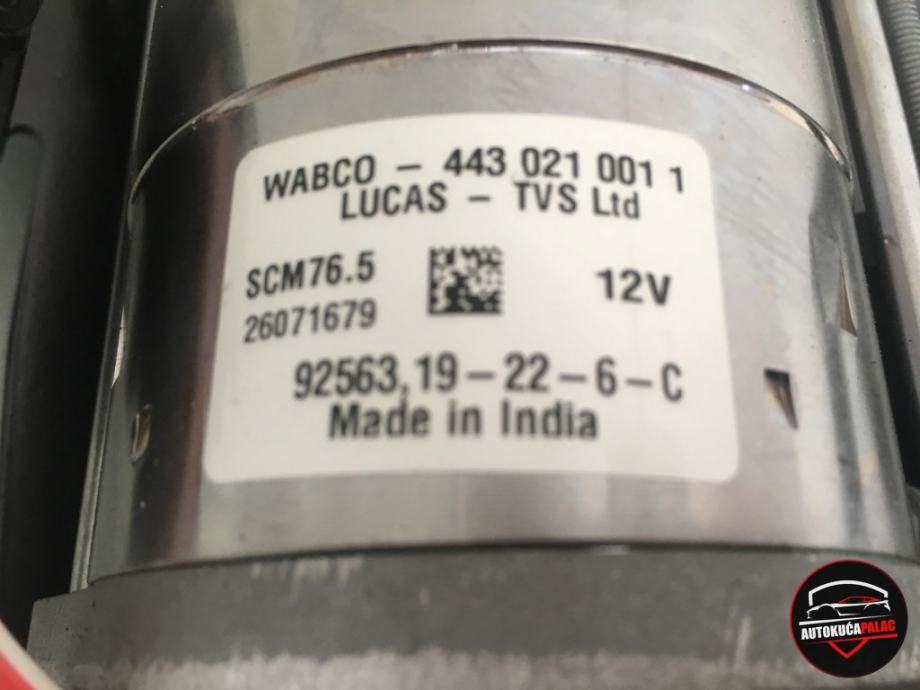 WABCO - 443 021 001 1
LUCAS - TVS Ltd
SCM76.5
12V
26071679
92563,19-22-6-C
Made in India
AUTOKUĆAPALAC